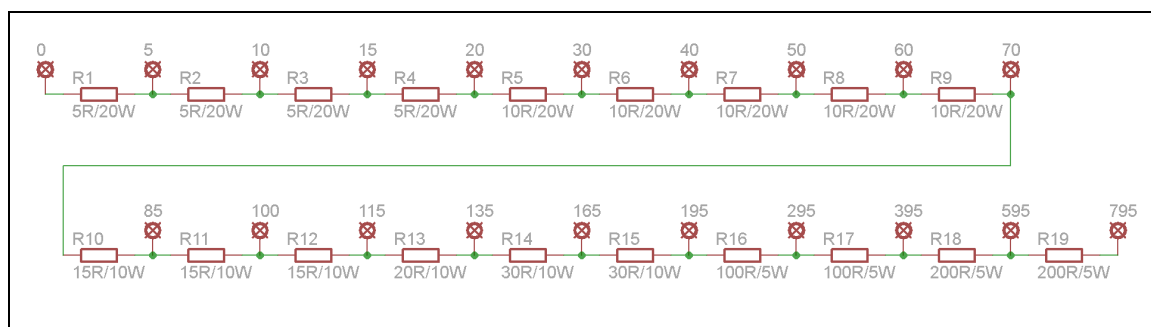 0 5 10 15 20 30 40 50 60 70
R1 R2 R3 R4 R5 R6 R7 R8 R9
5R/20W 5R/20W 5R/20W 5R/20W 10R/20W 10R/20W 10R/20W 10R/20W 10R/20W
85 100 115 135 165 195 295 395 595 795
R10 R11 R12 R13 R14 R15 R16 R17 R18 R19
15R/10W 15R/10W 15R/10W 20R/10W 30R/10W 30R/10W 100R/5W 100R/5W 200R/5W 200R/5W